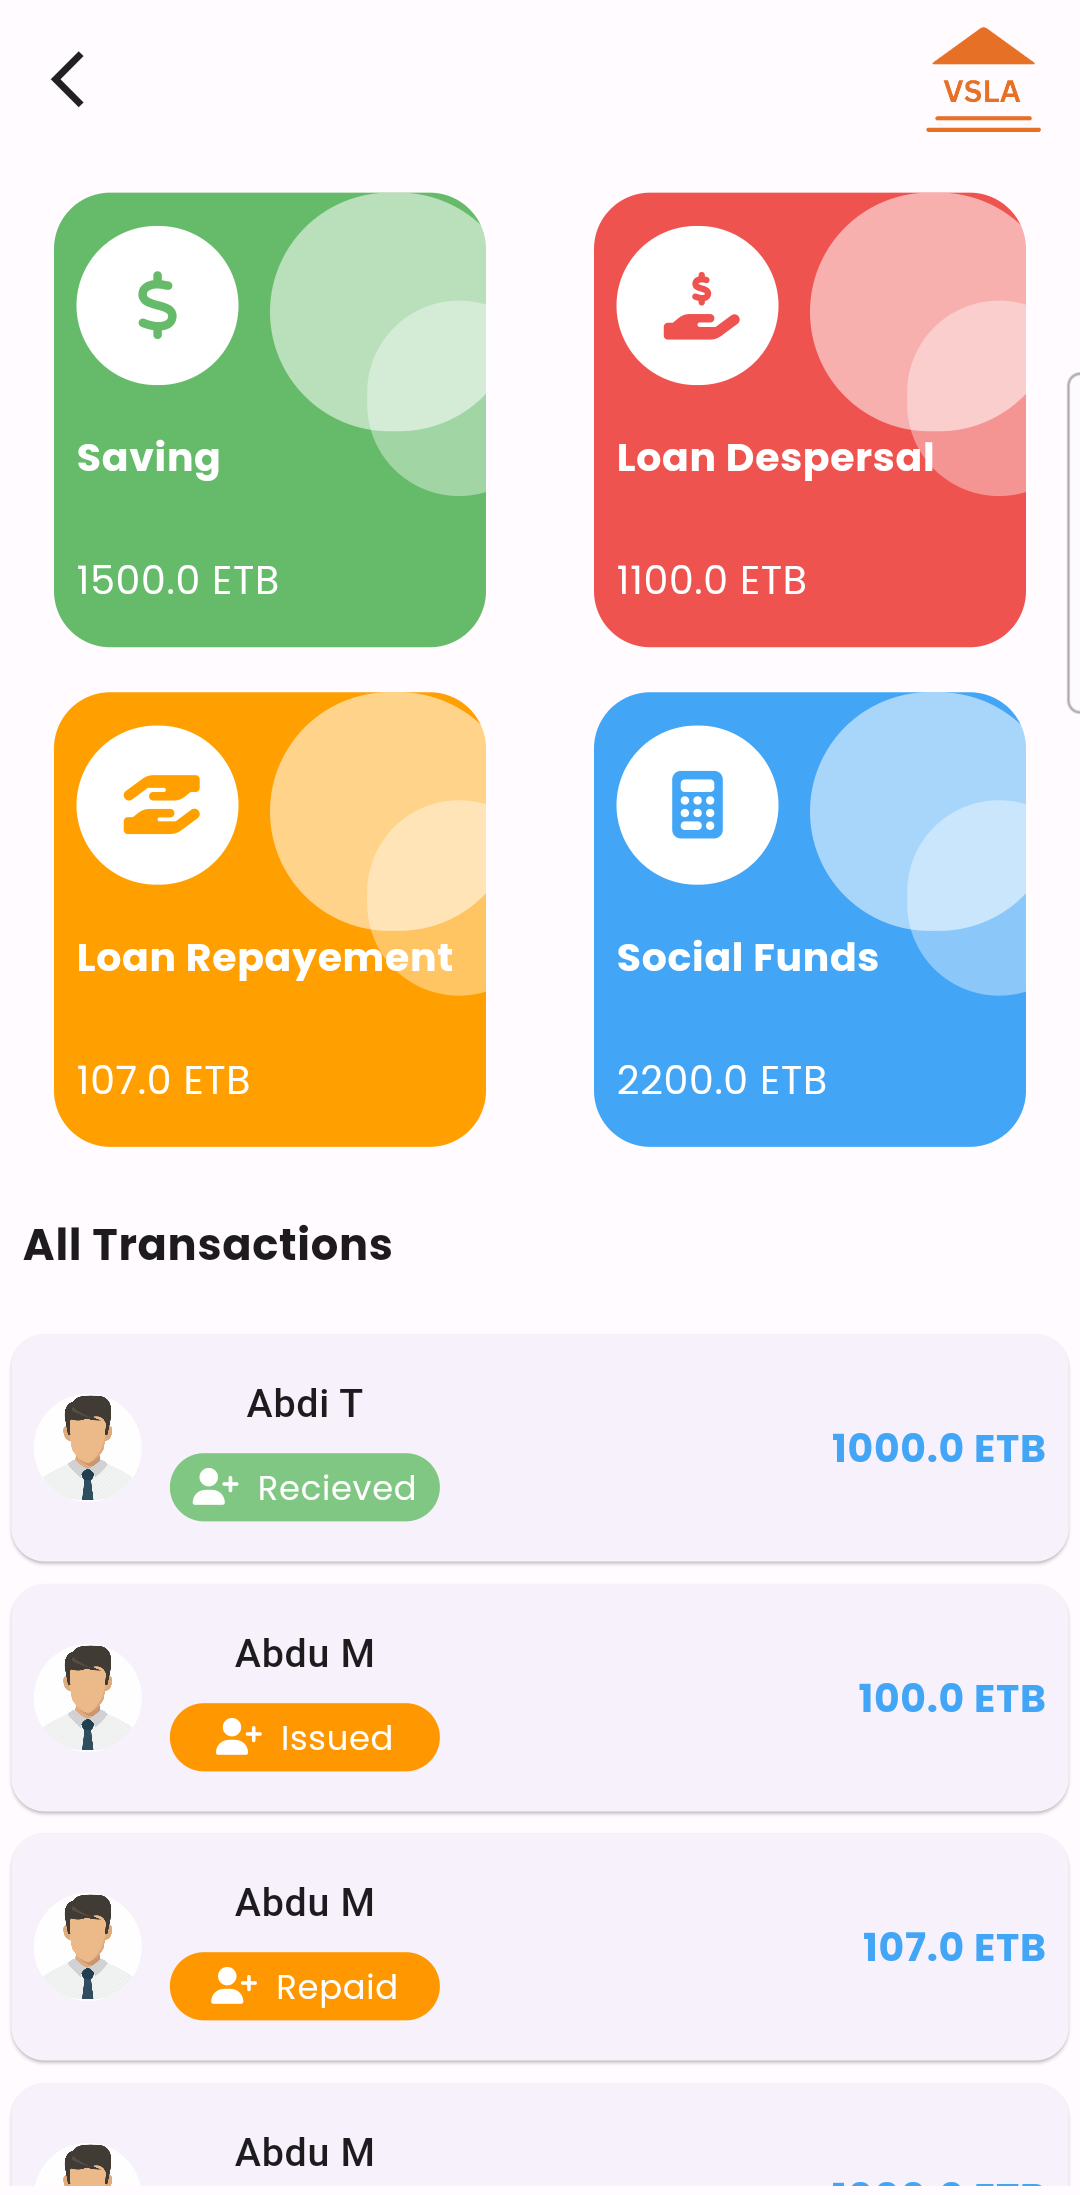 VSLA
Saving
1500.0 ETB
Loan Despersal
1100.0 ETB
Loan Repayement
107.0 ETB
Social Funds
2200.0 ETB
All Transactions
Abdi T
Recieved
1000.0 ETB
Abdu M
Issued
100.0 ETB
Abdu M
Repaid
107.0 ETB
Abdu M